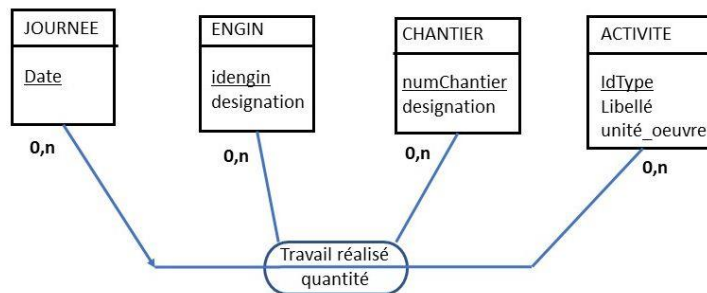 JOURNEE
Date
0,n
ENGIN
idengin
designation
0,n
CHANTIER
numChantier
designation
0,n
ACTIVITE
IdType
Libellé
unité_oeuvre
0,n
Travail réalisé
quantité